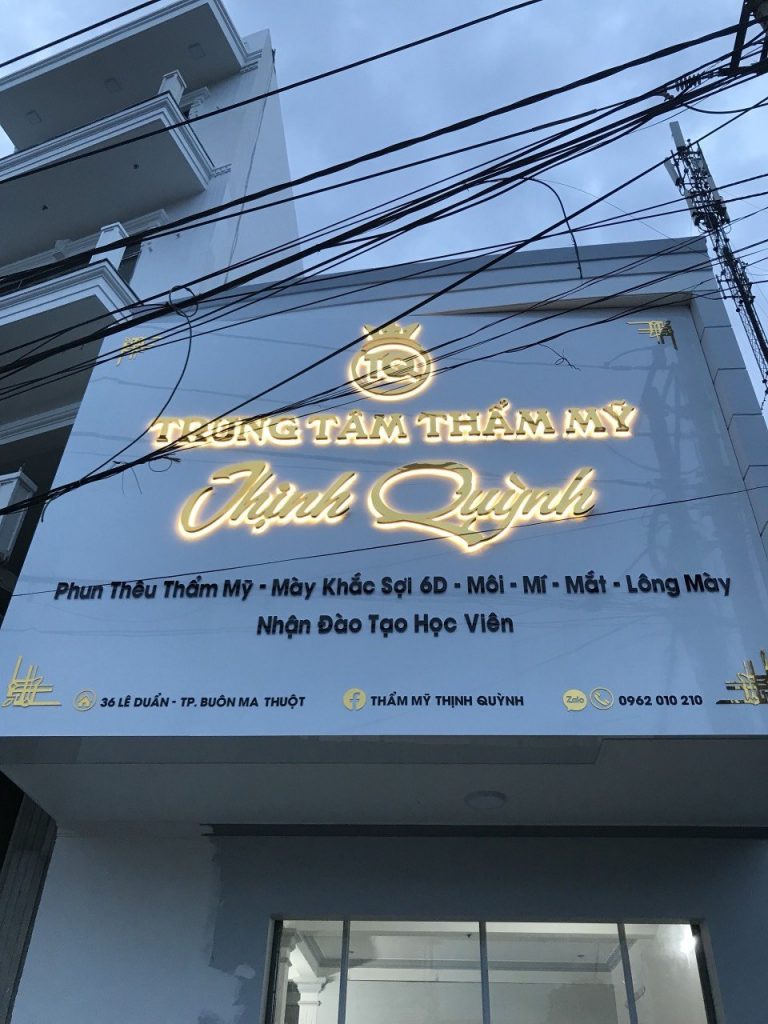 TRUNG TÂM THẨM MỸ
Thịnh Quỳnh
Phun Thêu Thẩm Mỹ - Mày Khắc Sợi 6D - Môi - Mí - Mắt - Lông Mày
Nhận Đào Tạo Học Viên
36 LÊ DUẨN - TP. BUÔN MA THUỘT
THẨM MỸ THỊNH QUỲNH
Zalo
0962 010 210